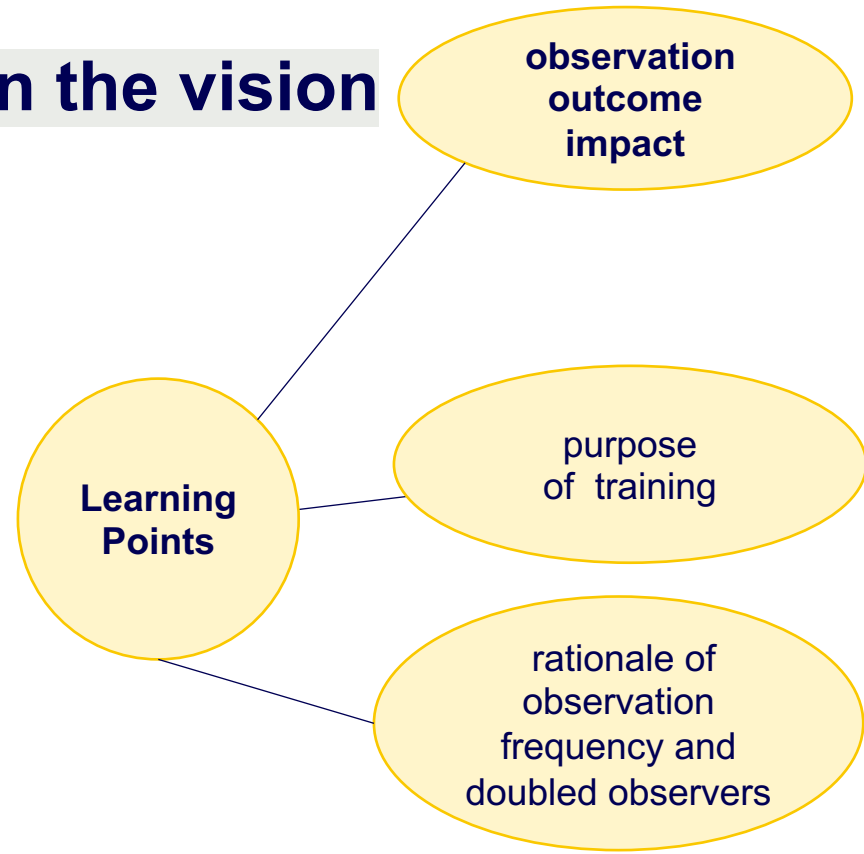 n the vision
observation
outcome
impact
Learning
Points
purpose
of training
rationale of
observation
frequency and
doubled observers